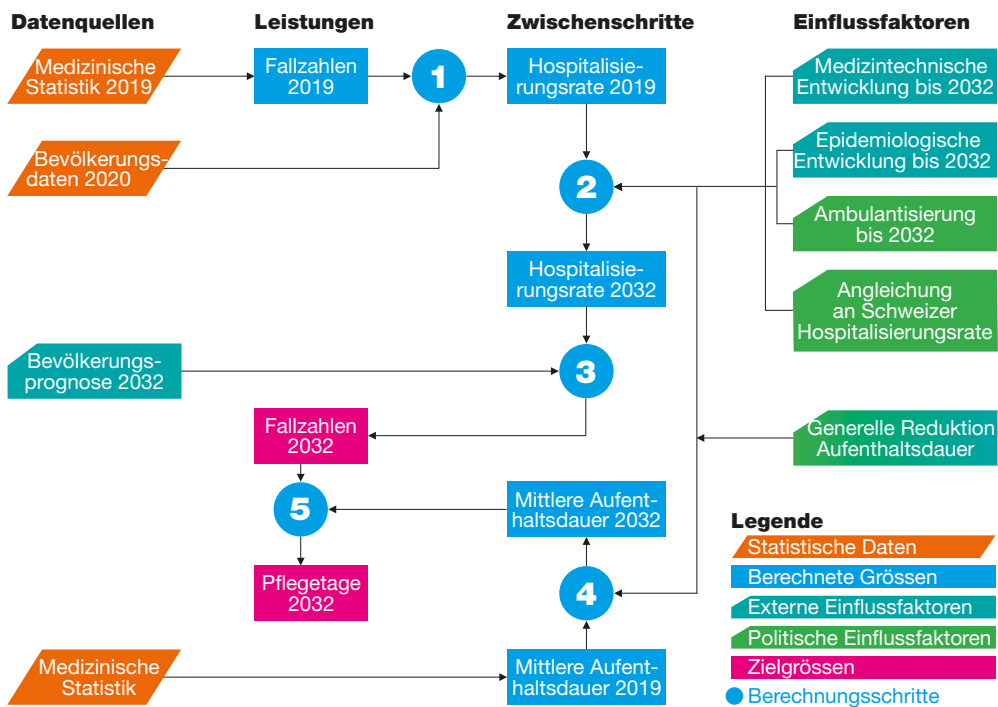 Datenquellen
Leistungen
Zwischenschritte
Einflussfaktoren
Medizinische
Statistik 2019
Fallzahlen
2019
1
Hospitalisie-
rungsrate 2019
Medizintechnische
Entwicklung bis 2032
Bevölkerungs-
daten 2020
2
Epidemiologische
Entwicklung bis 2032
Ambulantisierung
bis 2032
Hospitalisie-
rungsrate 2032
Angleichung
an Schweizer
Hospitalisierungsrate
Bevölkerungs-
prognose 2032
3
Fallzahlen
2032
Generelle Reduktion
Aufenthaltsdauer
5
Mittlere Aufent-
haltsdauer 2032
Pflegetage
2032
4
Medizinische
Statistik
Mittlere Aufent-
haltsdauer 2019
Legende
Statistische Daten
Berechnete Grössen
Externe Einflussfaktoren
Politische Einflussfaktoren
Zielgrössen
Berechnungsschritte